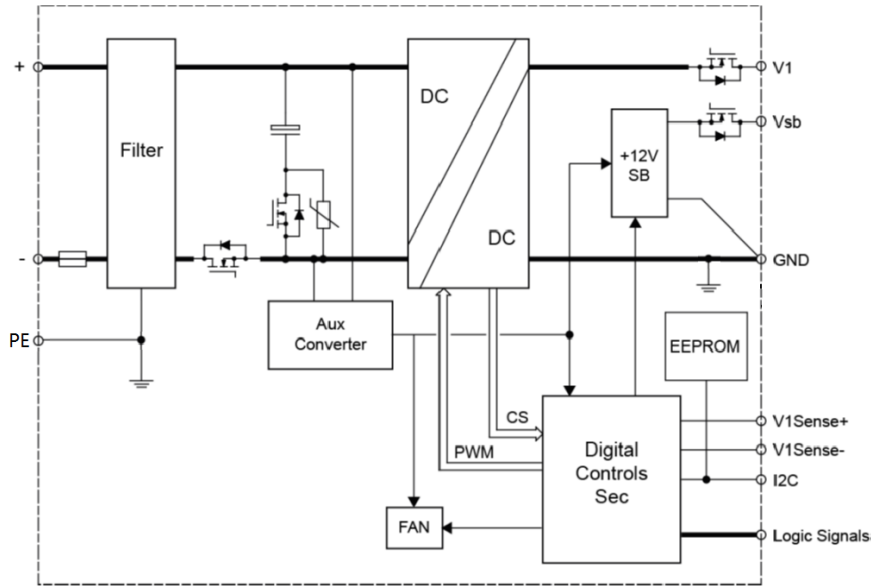 +
V1
DC
Vsb
Filter
+12V
SB
DC
-
GND
Aux
Converter
PE
EEPROM
CS
V1Sense+
PWM
Digital
Controls
Sec
V1Sense-
I2C
FAN
Logic Signals